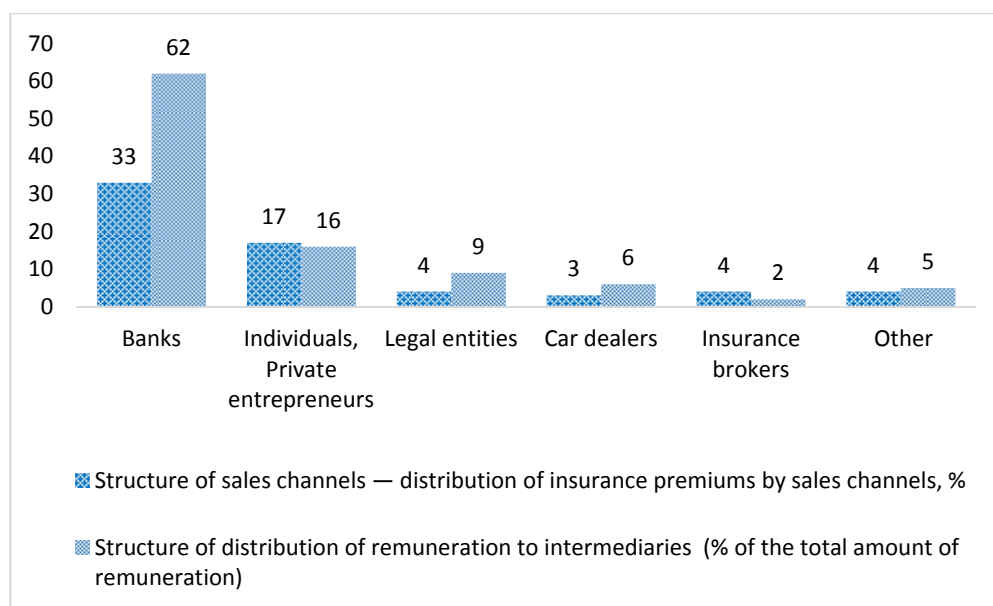 70
60
50
40
30
20
10
0
33
62
17
16
4
9
3
6
4
2
4
5
Banks
Individuals,
Private
entrepreneurs
Legal entities
Car dealers
Insurance
brokers
Other
Structure of sales channels — distribution of insurance premiums by sales channels, %
Structure of distribution of remuneration to intermediaries  (% of the total amount of
remuneration)